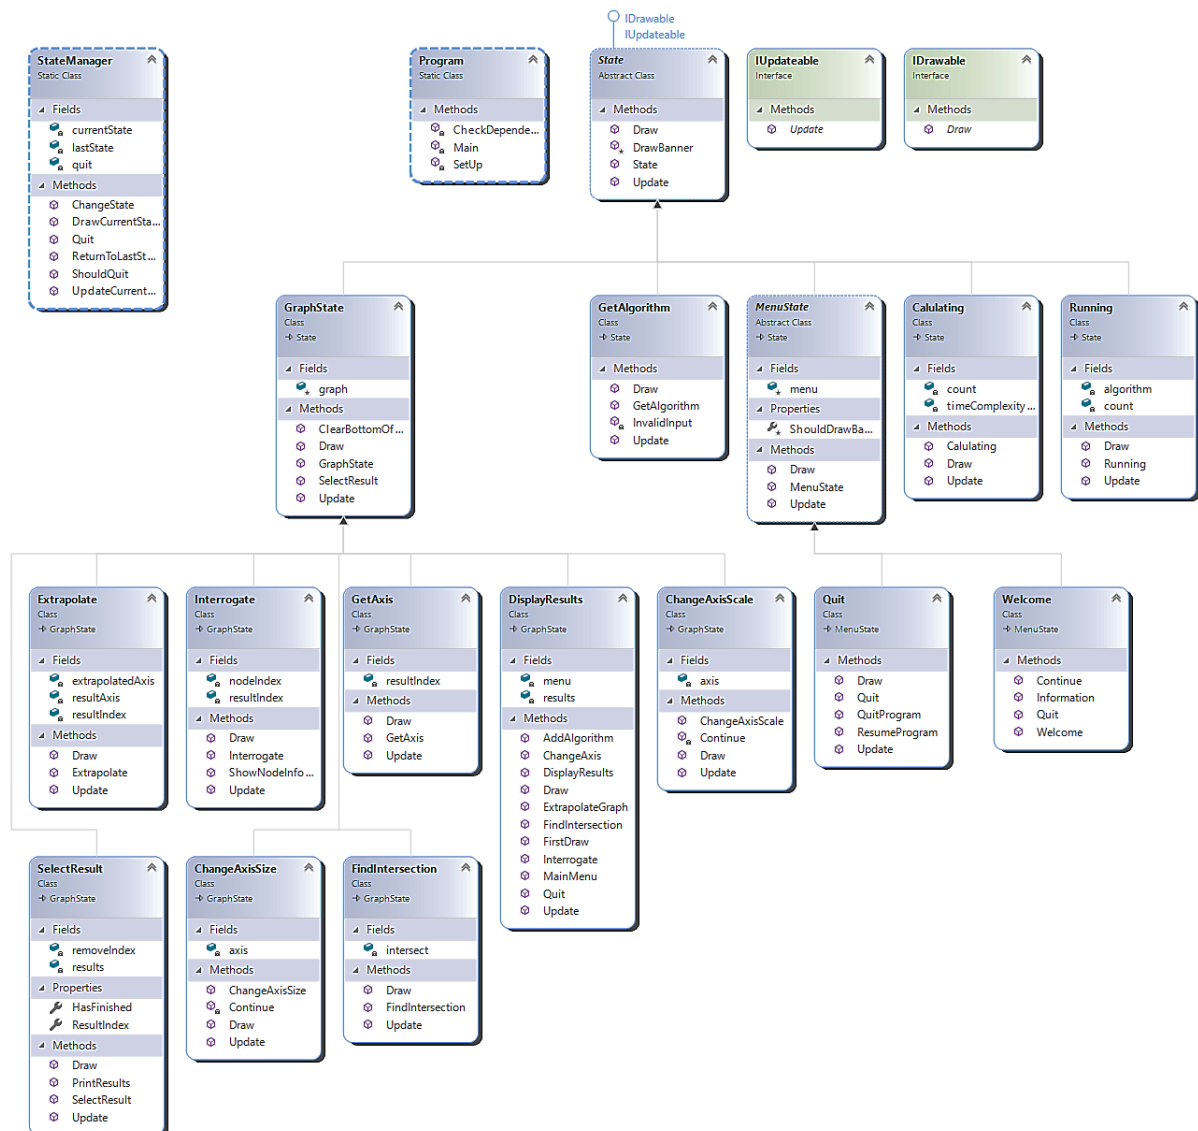 IDrawable
IUpdateable
StateManager
Static Class
Fields
currentState
lastState
quit
Methods
ChangeState
DrawCurrentSta...
Quit
ReturnToLastSt...
ShouldQuit
UpdateCurrent...
Program
Static Class
Methods
CheckDepende...
Main
SetUp
State
Abstract Class
Methods
Draw
DrawBanner
State
Update
IUpdateable
Interface
Methods
Update
IDrawable
Interface
Methods
Draw
GraphState
Class
State
Fields
graph
Methods
ClearBottomOf...
Draw
GraphState
SelectResult
Update
GetAlgorithm
Class
State
Methods
Draw
GetAlgorithm
InvalidInput
Update
MenuState
Abstract Class
State
Fields
menu
Properties
ShouldDrawBa...
Methods
Draw
MenuState
Update
Calulating
Class
State
Fields
count
timeComplexity...
Methods
Calulating
Draw
Update
Running
Class
State
Fields
algorithm
count
Methods
Draw
Running
Update
Extrapolate
Class
GraphState
Fields
extrapolatedAxis
resultAxis
resultIndex
Methods
Draw
Extrapolate
Update
Interrogate
Class
GraphState
Fields
nodeIndex
resultIndex
Methods
Draw
Interrogate
ShowNodeInfo...
Update
GetAxis
Class
GraphState
Fields
resultIndex
Methods
Draw
GetAxis
Update
DisplayResults
Class
GraphState
Fields
menu
results
Methods
AddAlgorithm
ChangeAxis
DisplayResults
Draw
ExtrapolateGraph
FindIntersection
FirstDraw
Interrogate
MainMenu
Quit
Update
ChangeAxisScale
Class
GraphState
Fields
axis
Methods
ChangeAxisScale
Continue
Draw
Update
Quit
Class
MenuState
Methods
Draw
Quit
QuitProgram
ResumeProgram
Update
Welcome
Class
MenuState
Methods
Continue
Information
Quit
Welcome
SelectResult
Class
GraphState
Fields
removeIndex
results
Properties
HasFinished
ResultIndex
Methods
Draw
PrintResults
SelectResult
Update
ChangeAxisSize
Class
GraphState
Fields
axis
Methods
ChangeAxisSize
Continue
Draw
Update
FindIntersection
Class
GraphState
Fields
intersect
Methods
Draw
FindIntersection
Update